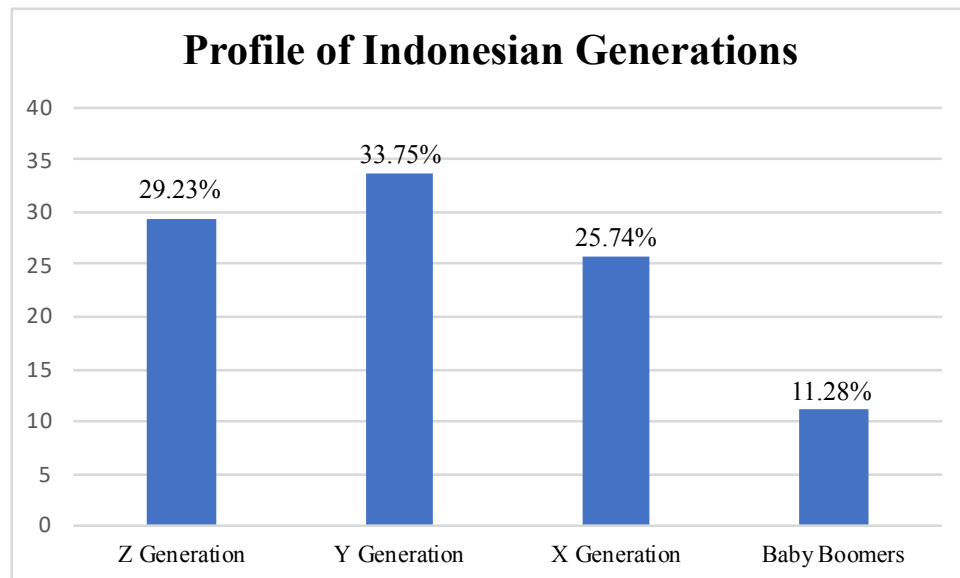 Profile of Indonesian Generations
40
35
30
25
20
15
10
5
0
29.23%
33.75%
25.74%
11.28%
Z Generation
Y Generation
X Generation
Baby Boomers